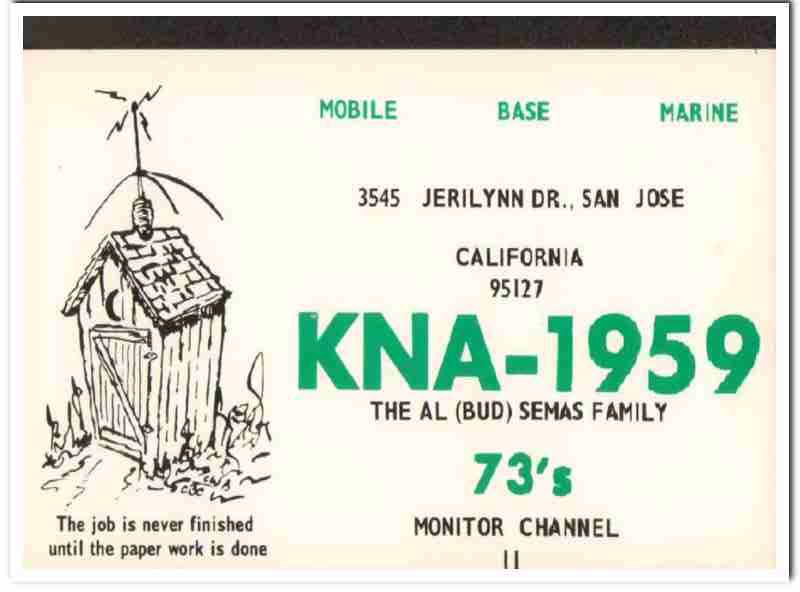 MOBILE BASE MARINE
3545 JERILYNN DR., SAN JOSE
CALIFORNIA
95127
KNA-1959
THE AL (BUD) SEMAS FAMILY
73's
MONITOR CHANNEL
11
The job is never finished
until the paper work is done